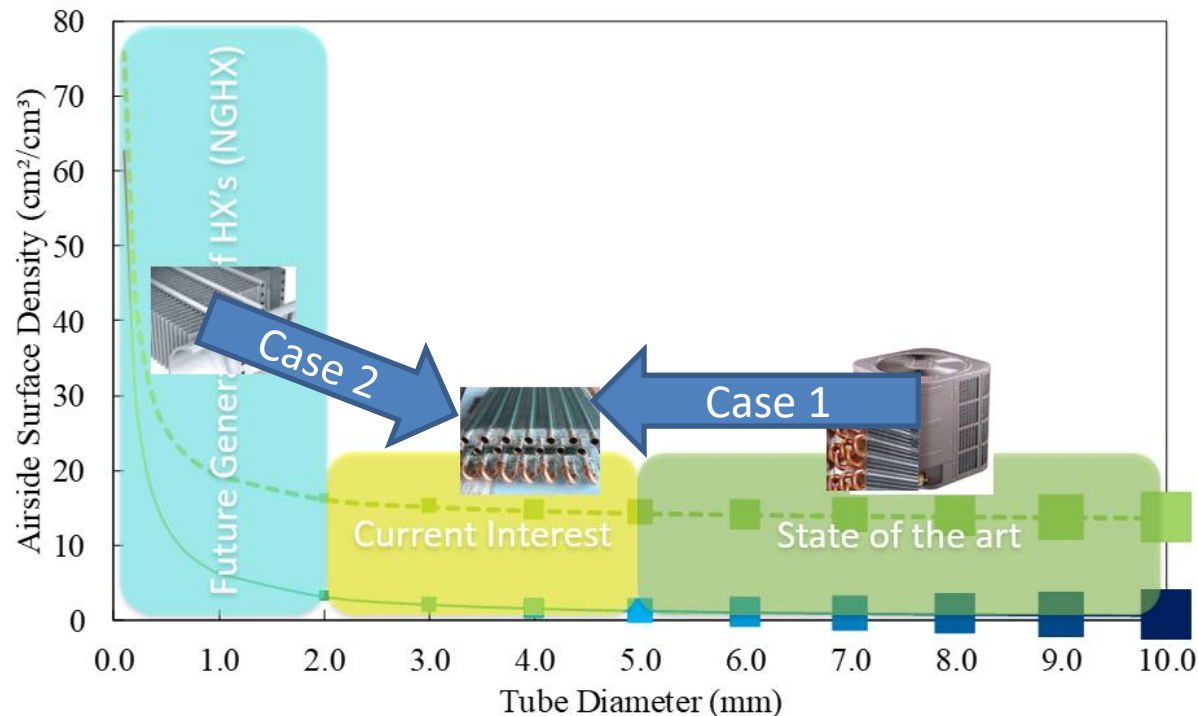 80
70
60
50
40
30
20
10
0
Airside Surface Density (cm²/cm³)
Future Genera f HX's (NGHX)
Case 2
Case 1
Current Interest
State of the art
0.0 1.0 2.0 3.0 4.0 5.0 6.0 7.0 8.0 9.0 10.0
Tube Diameter (mm)